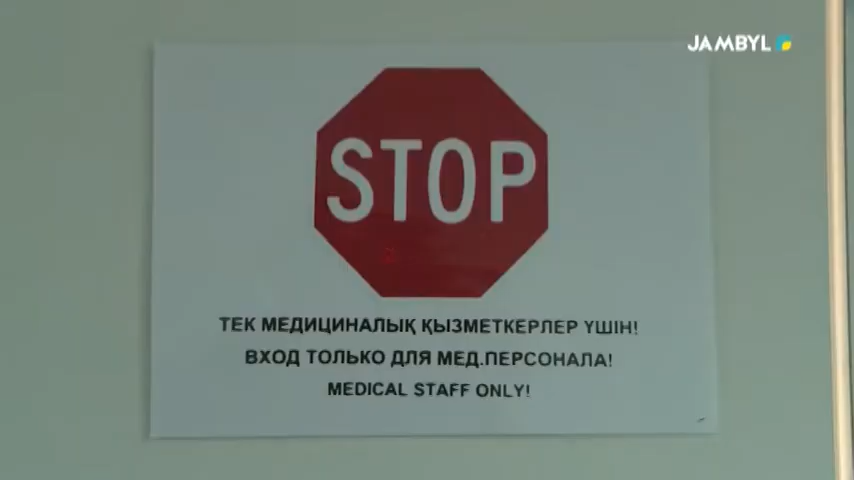 JAMBYL
STOP
ТЕК МЕДИЦИНАЛЫҚ ҚЫЗМЕТКЕРЛЕР ҮШІН!
ВХОД ТОЛЬКО ДЛЯ МЕД.ПЕРСОНАЛА!
MEDICAL STAFF ONLY!